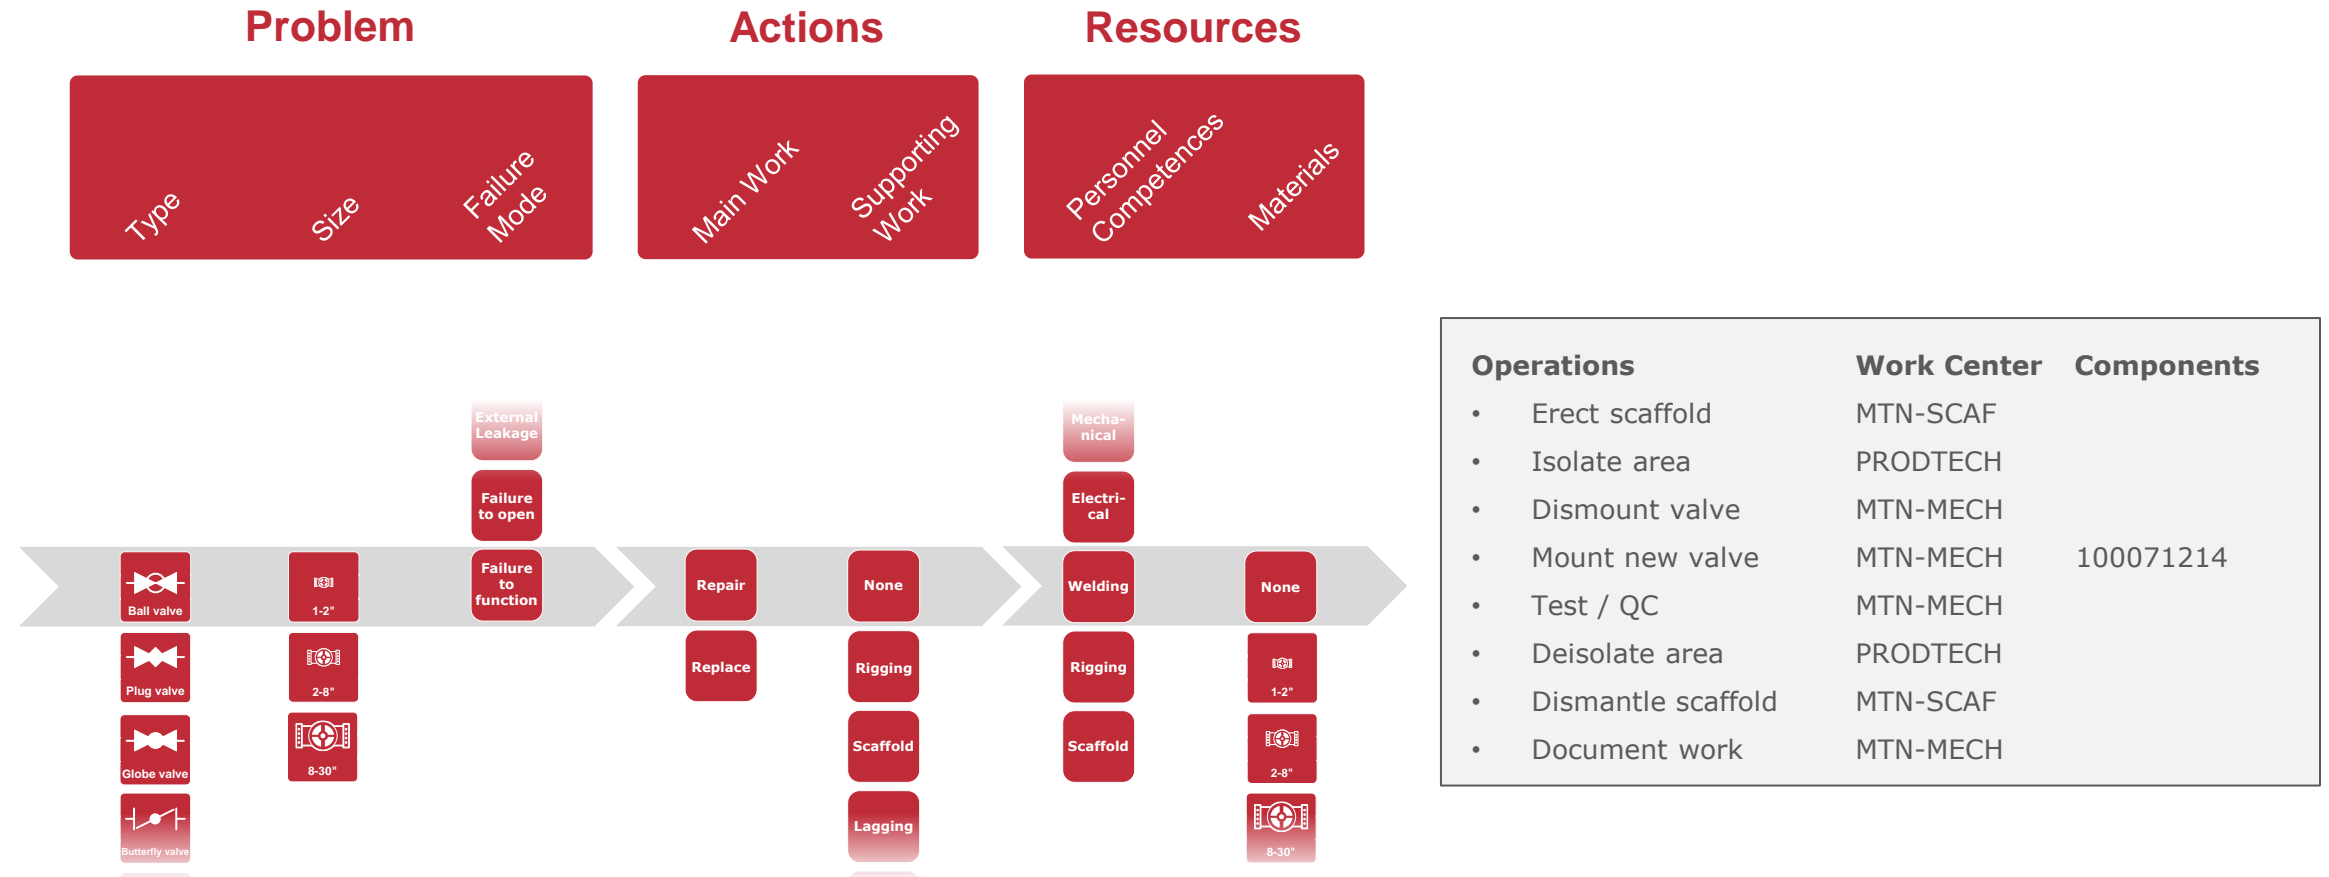 Problem
Actions
Resources
Type
Size
Failure
Mode
Main Work
Supporting
Work
Personnel
Competences
Materials
External
Leakage
Failure
to open
Failure
to
function
Ball valve
Plug valve
Globe valve
Butterfly valve
1-2"
2-8"
8-30"
Repair
Replace
None
Rigging
Scaffold
Lagging
Mecha-
nical
Electri-
cal
Welding
Rigging
Scaffold
None
1-2"
2-8"
8-30"
Operations Work Center Components
• Erect scaffold MTN-SCAF
• Isolate area PRODTECH
• Dismount valve MTN-MECH
• Mount new valve MTN-MECH 100071214
• Test / QC MTN-MECH
• Deisolate area PRODTECH
• Dismantle scaffold MTN-SCAF
• Document work MTN-MECH